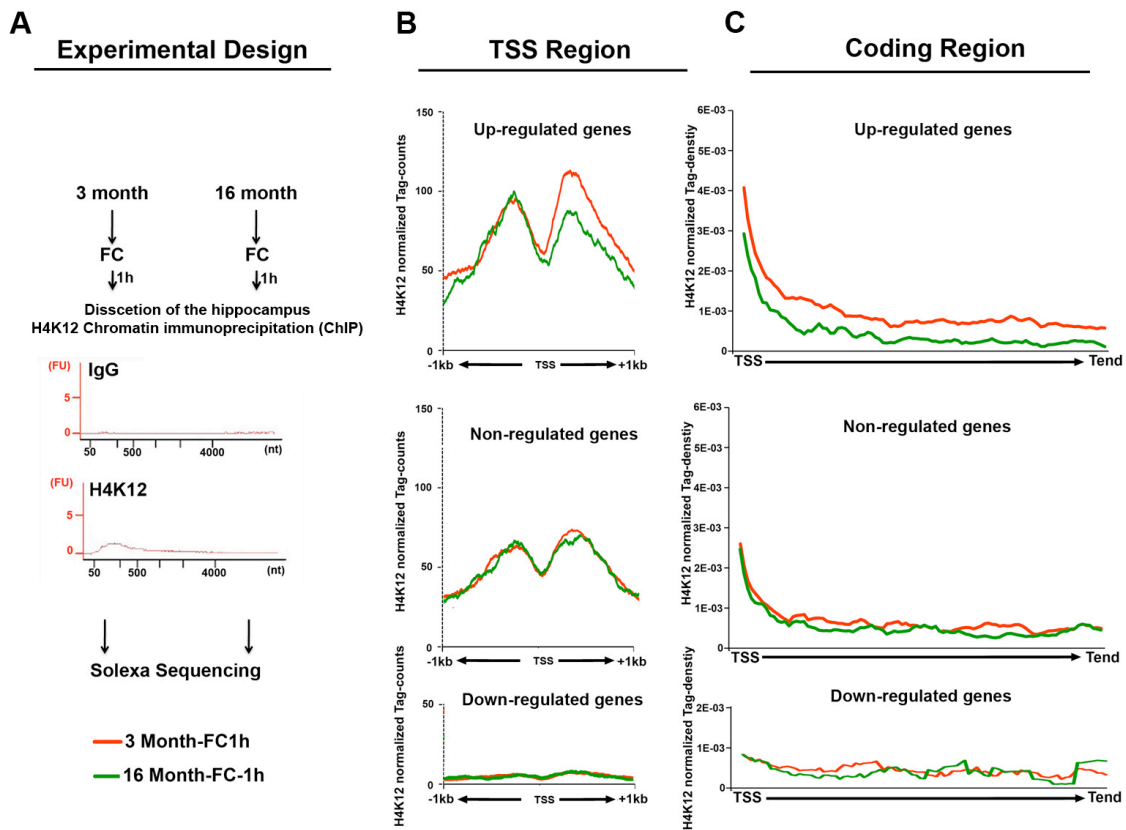 A
Experimental Design
3 month
16 month
FC
FC
1h
1h
Disscetion of the hippocampus
H4K12 Chromatin immunoprecipitation (ChIP)
(FU)
IgG
5
0
50
500
4000
(nt)
(FU)
H4K12
5
0
50
500
4000
(nt)
Solexa Sequencing
3 Month-FC1h
16 Month-FC-1h
B
TSS Region
H4K12 normalized Tag-counts
150
100
50
0
Up-regulated genes
-1kb
TSS
+1kb
H4K12 normalized Tag-counts
150
100
50
0
Non-regulated genes
-1kb
TSS
+1kb
H4K12 normalized Tag-counts
50
0
Down-regulated genes
-1kb
TSS
+1kb
C
Coding Region
H4K12 normalized Tag-denstiy
6E-03
5E-03
4E-03
3E-03
2E-03
1E-03
0
Up-regulated genes
TSS
Tend
H4K12 normalized Tag-denstiy
6E-03
5E-03
4E-03
3E-03
2E-03
1E-03
0
Non-regulated genes
TSS
Tend
H4K12 normalized Tag-denstiy
2E-03
1E-03
0
Down-regulated genes
TSS
Tend